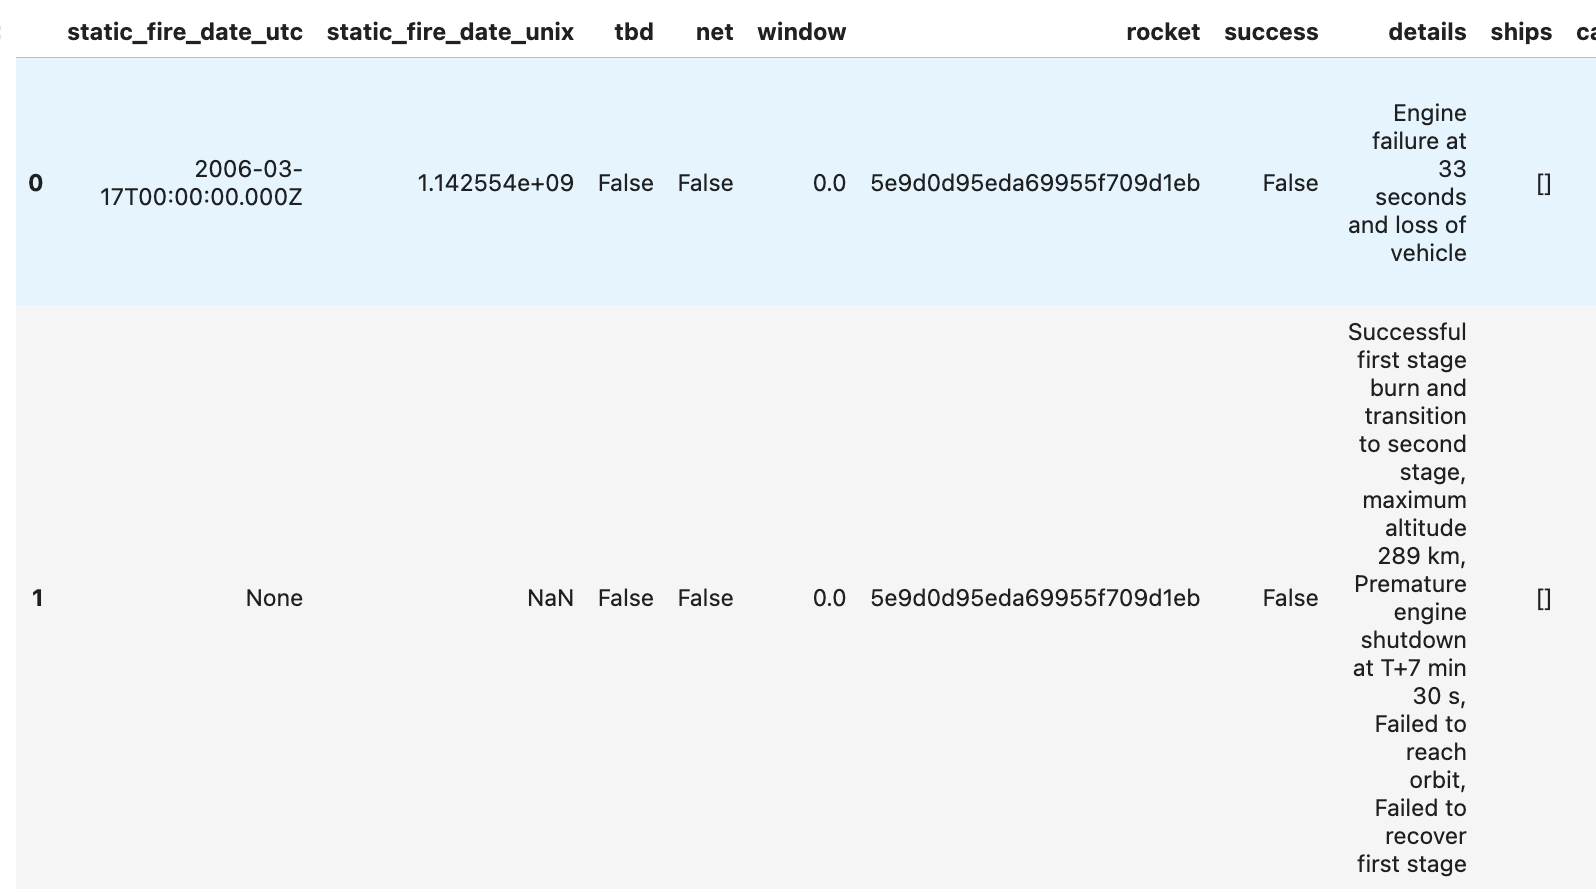 static_fire_date_utc static_fire_date_unix tbd net window rocket success details ships ca
Engine
failure at
2006-03- 33
0 17T00:00:00.000Z 1.142554e+09 False False 0.0 5e9d0d95eda69955f709d1eb False seconds []
and loss of
vehicle
Successful
first stage
burn and
transition
to second
stage,
maximum
altitude
289 km,
1 None NaN False False 0.0 5e9d0d95eda69955f709d1eb False Premature []
engine
shutdown
at T+7 min
30 s,
Failed to
reach
orbit,
Failed to
recover
first stage